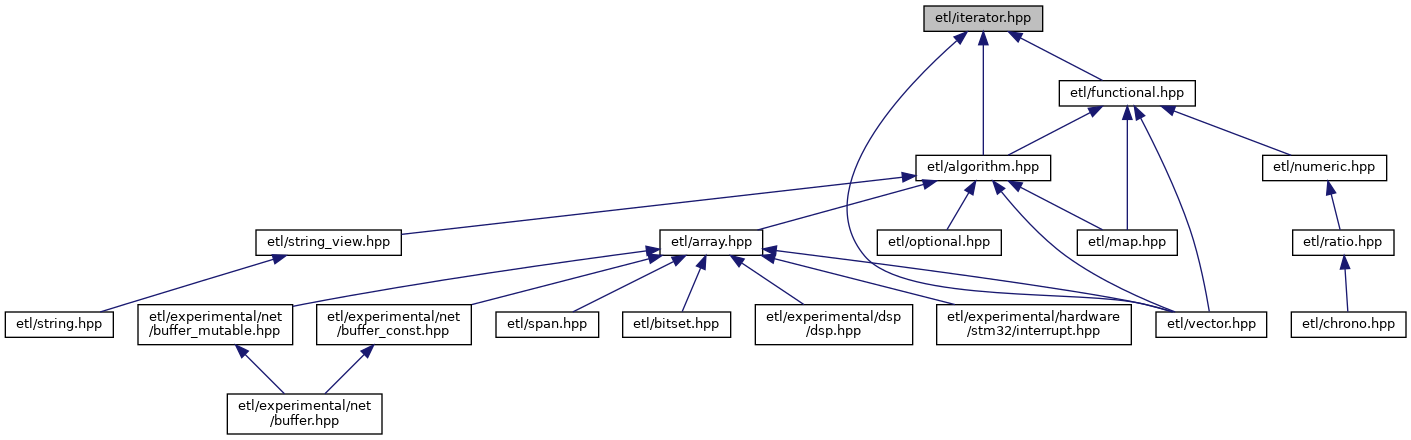 etl/iterator.hpp
etl/functional.hpp
etl/algorithm.hpp
etl/numeric.hpp
etl/string_view.hpp
etl/array.hpp
etl/optional.hpp
etl/map.hpp
etl/ratio.hpp
etl/string.hpp
etl/experimental/net
/buffer_mutable.hpp
etl/experimental/net
/buffer_const.hpp
etl/span.hpp
etl/bitset.hpp
etl/experimental/dsp
/dsp.hpp
etl/experimental/hardware
/stm32/interrupt.hpp
etl/vector.hpp
etl/chrono.hpp
etl/experimental/net
/buffer.hpp